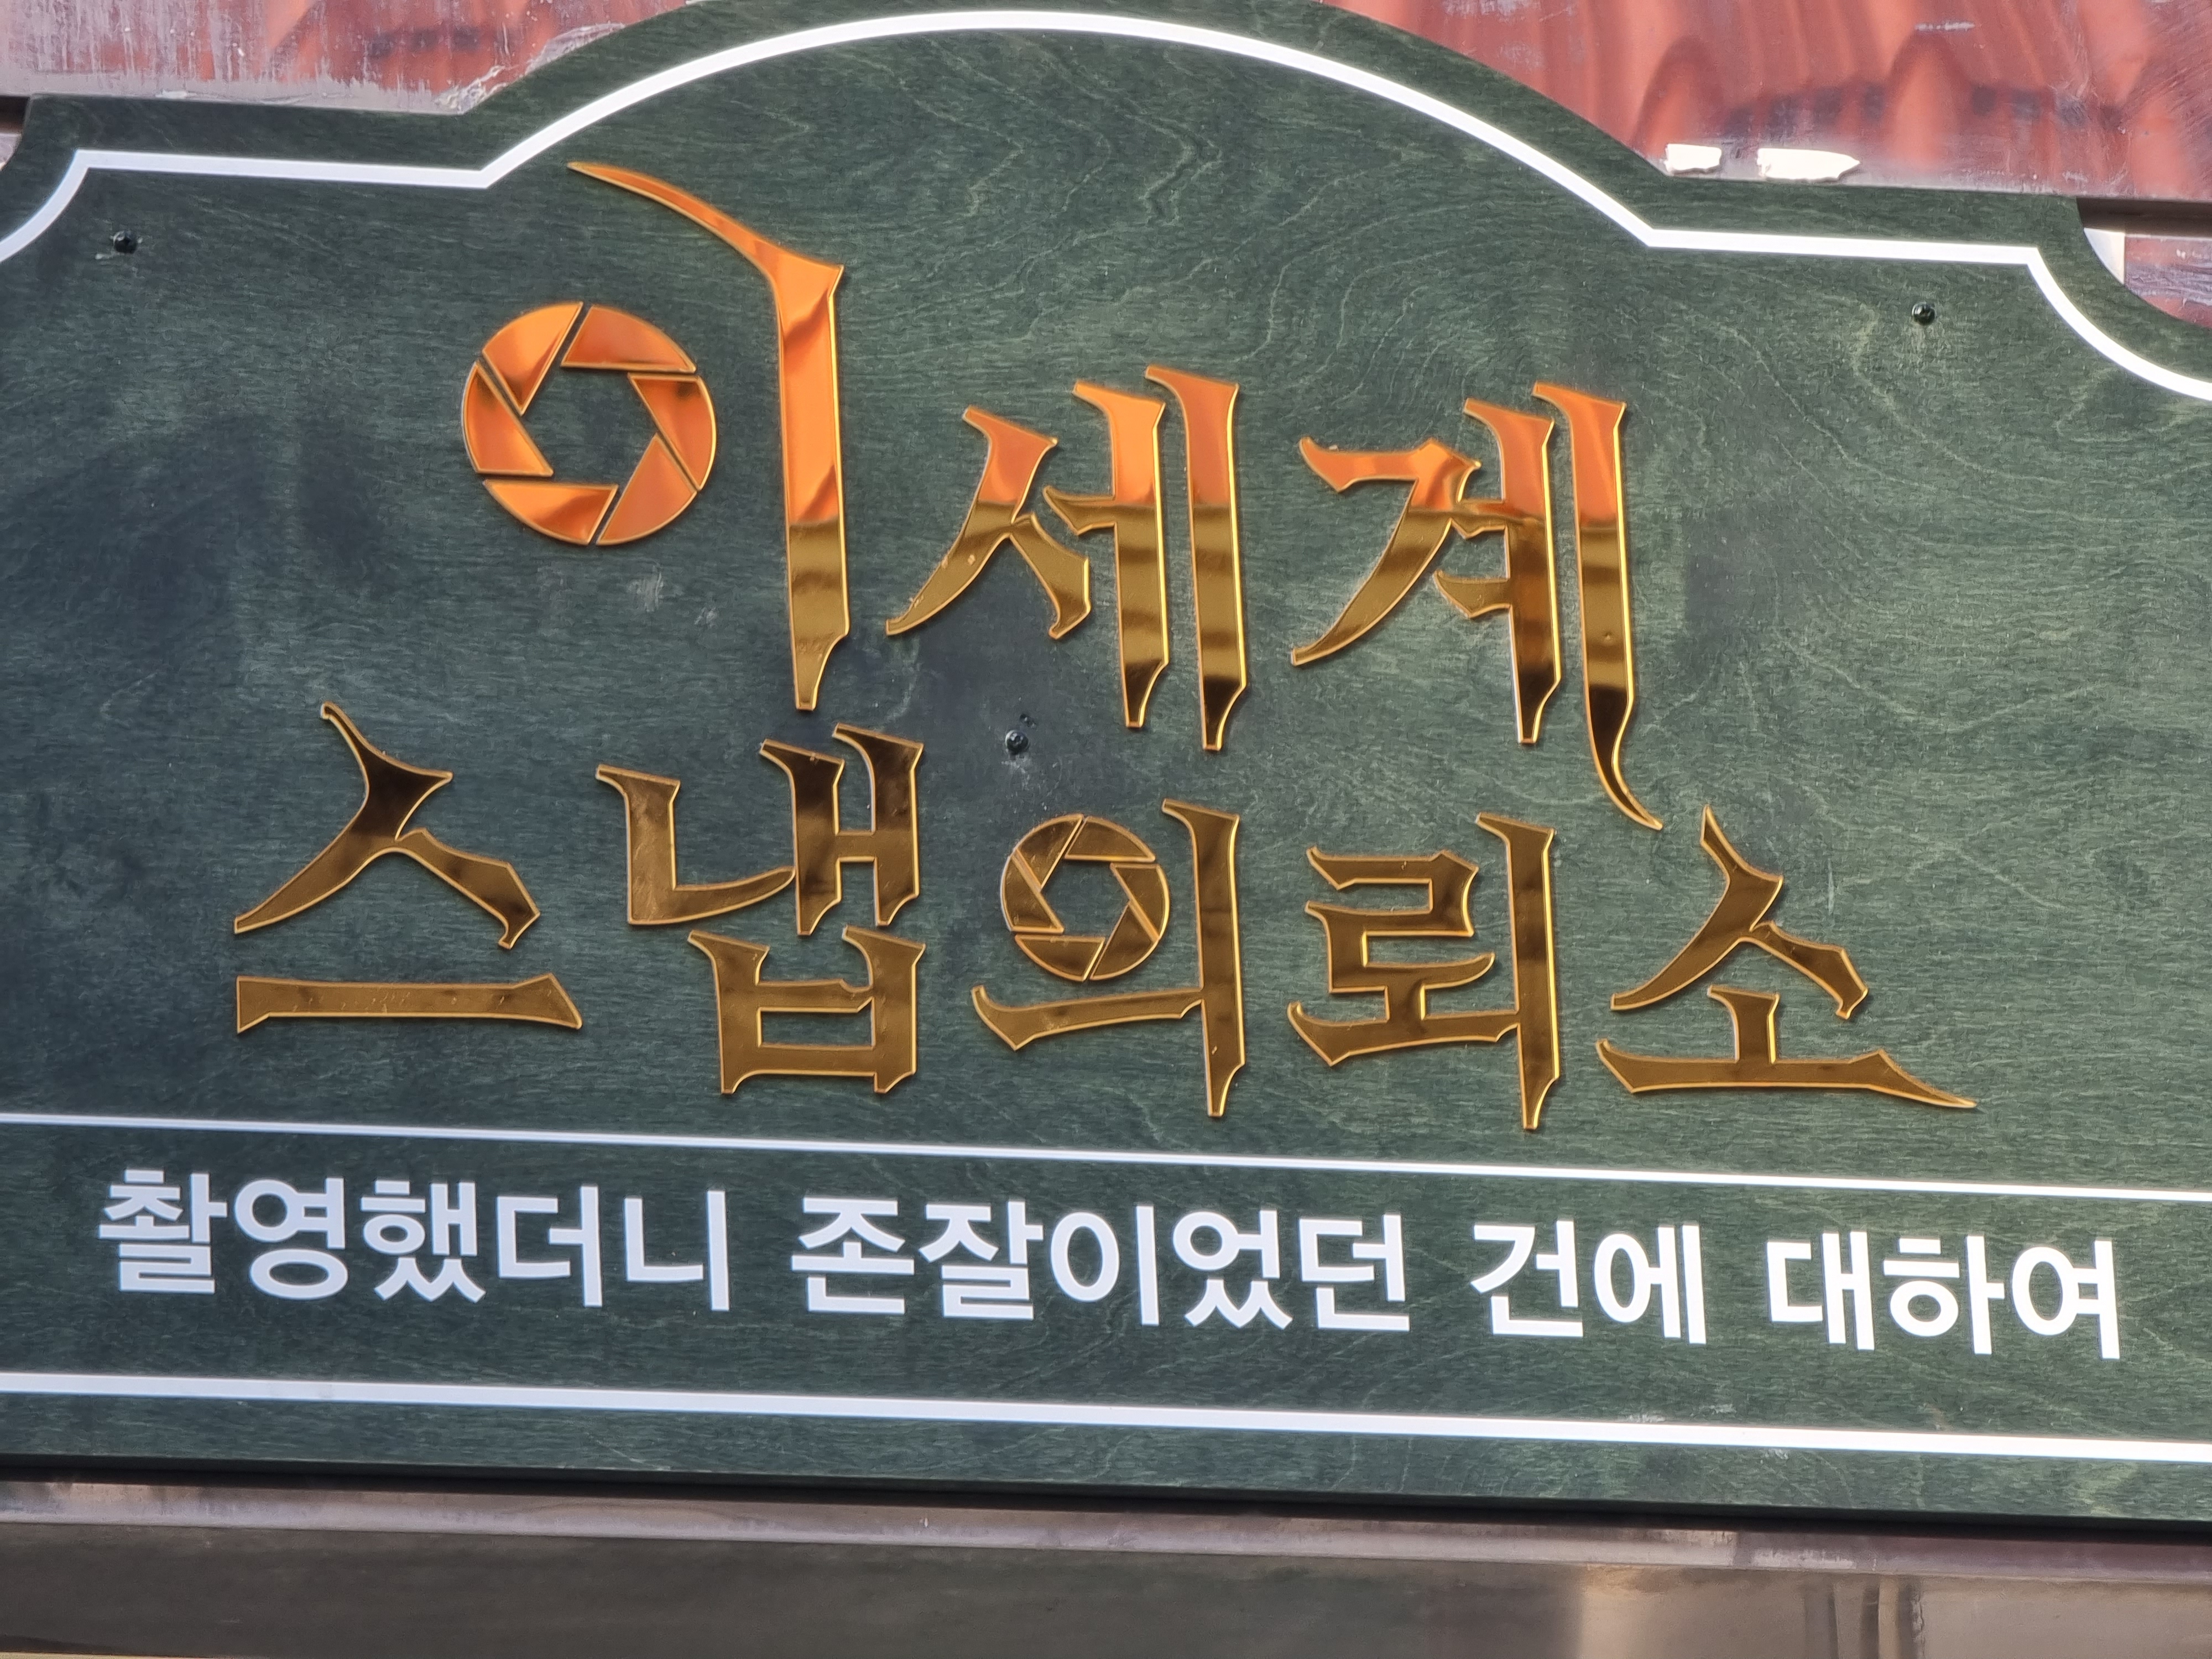 이세계
스냅의뢰소
촬영했더니 존잘이었던 건에 대하여